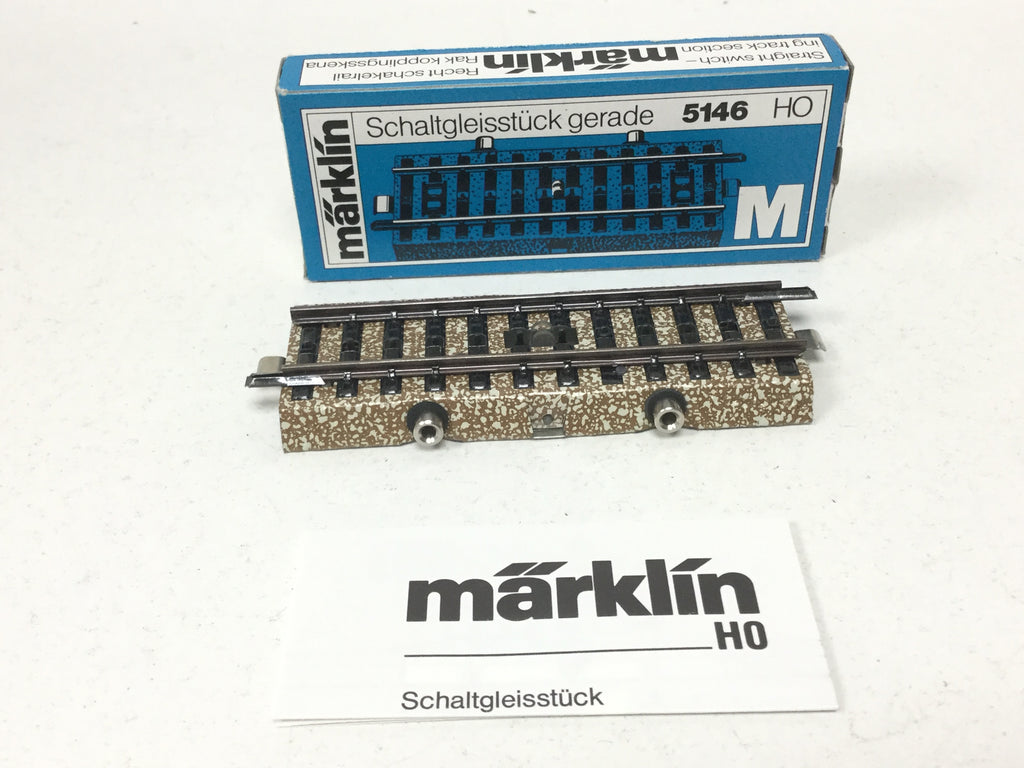 Straight switch-
ing track section
märklin
Recht schakelrail
Rak kopplingsskena
märklin
Schaltgleisstück gerade 5146 HO
M
märklin
HO
Schaltgleisstück